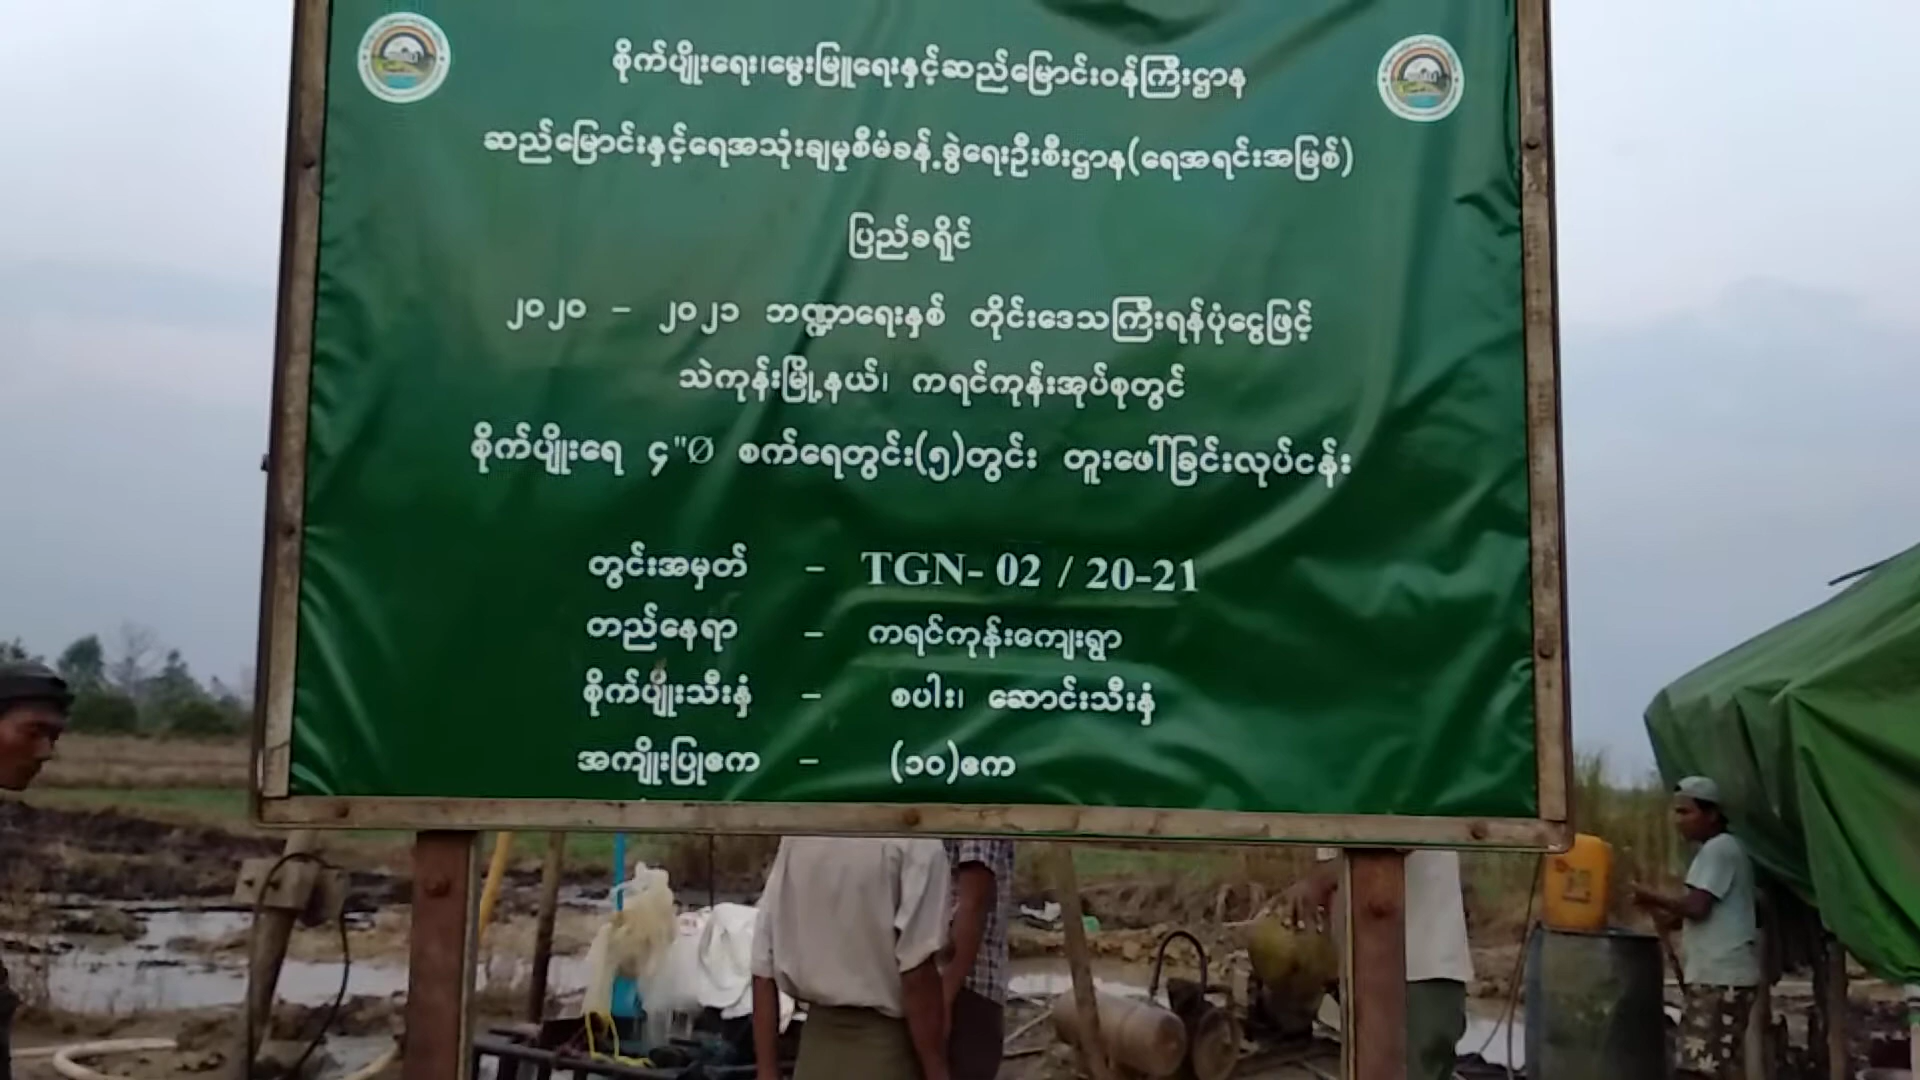 စိုက်ပျိုးရေး၊မွေးမြူရေးနှင့်ဆည်မြောင်းဝန်ကြီးဌာန
ဆည်မြောင်းနှင့်ရေအသုံးချမှုစီမံခန့်ခွဲရေးဦးစီးဌာန(ရေအရင်းအမြစ်)
ပြည်ခရိုင်
၂၀၂၀ – ၂၀၂၁ ဘဏ္ဍာရေးနှစ် တိုင်းဒေသကြီးရန်ပုံငွေဖြင့်
သဲကုန်းမြို့နယ်၊ ကရင်ကုန်းအုပ်စုတွင်
စိုက်ပျိုးရေ ၄"Ø စက်ရေတွင်း(၅)တွင်း တူးဖေါ်ခြင်းလုပ်ငန်း
တွင်းအမှတ် – TGN- 02 / 20-21
တည်နေရာ – ကရင်ကုန်းကျေးရွာ
စိုက်ပျိုးသီးနှံ – စပါး၊ ဆောင်းသီးနှံ
အကျိုးပြုဧက – (၁၀)ဧက